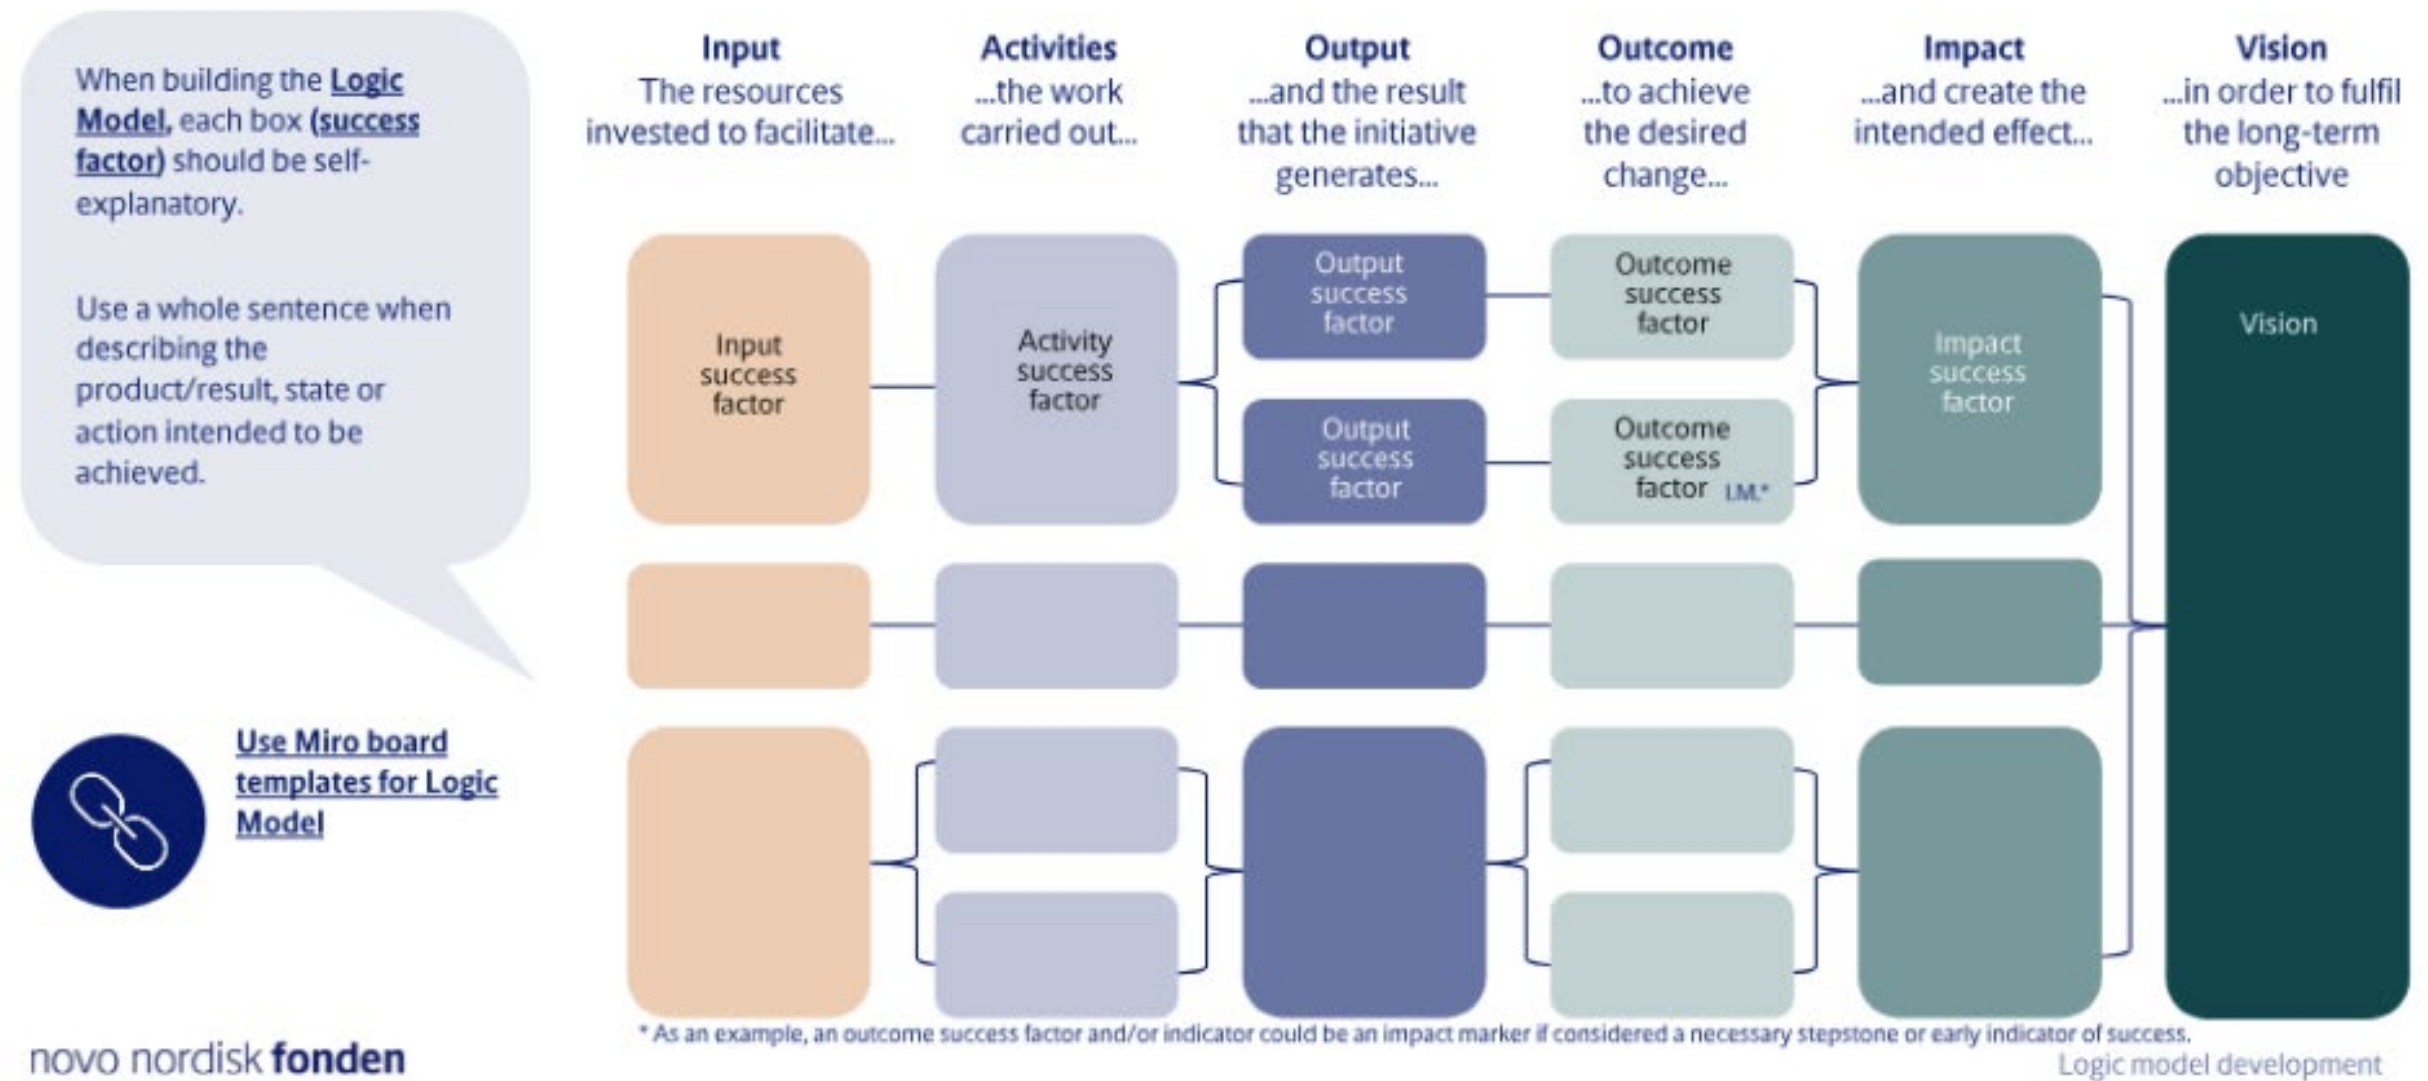 When building the Logic
Model, each box (success
factor) should be self-
explanatory.
Use a whole sentence when
describing the
product/result, state or
action intended to be
achieved.
Use Miro board
templates for Logic
Model
novo nordisk fonden
Input
The resources
invested to facilitate...
Activities
...the work
carried out...
Output
...and the result
that the initiative
generates...
Outcome
...to achieve
the desired
change...
Impact
...and create the
intended effect...
Vision
...in order to fulfil
the long-term
objective
Input
success
factor
Activity
success
factor
Output
success
factor
Output
success
factor
Outcome
success
factor
Outcome
success
factor I.M.*
Impact
success
factor
Vision
* As an example, an outcome success factor and/or indicator could be an impact marker if considered a necessary stepstone or early indicator of success.
Logic model development